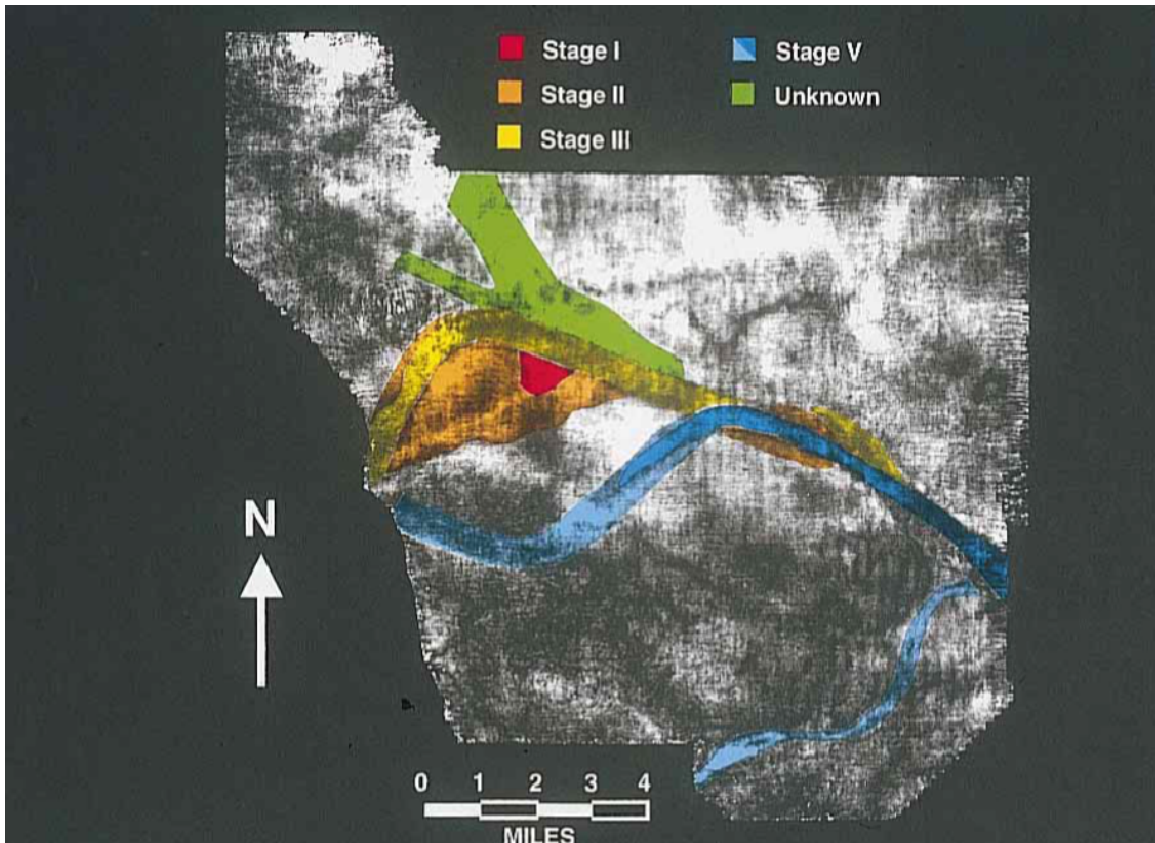 Stage I
Stage II
Stage III
Stage V
Unknown
N
0 1 2 3 4
MILES